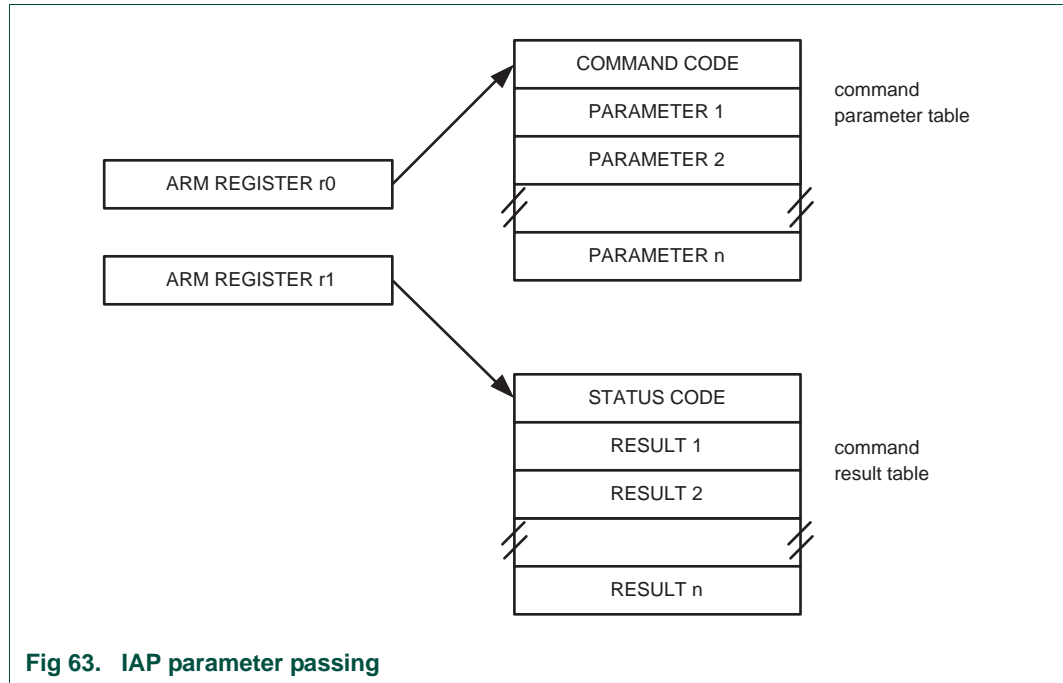 COMMAND CODE
PARAMETER 1
PARAMETER 2
PARAMETER n
command
parameter table
ARM REGISTER r0
ARM REGISTER r1
STATUS CODE
RESULT 1
RESULT 2
RESULT n
command
result table
Fig 63. IAP parameter passing